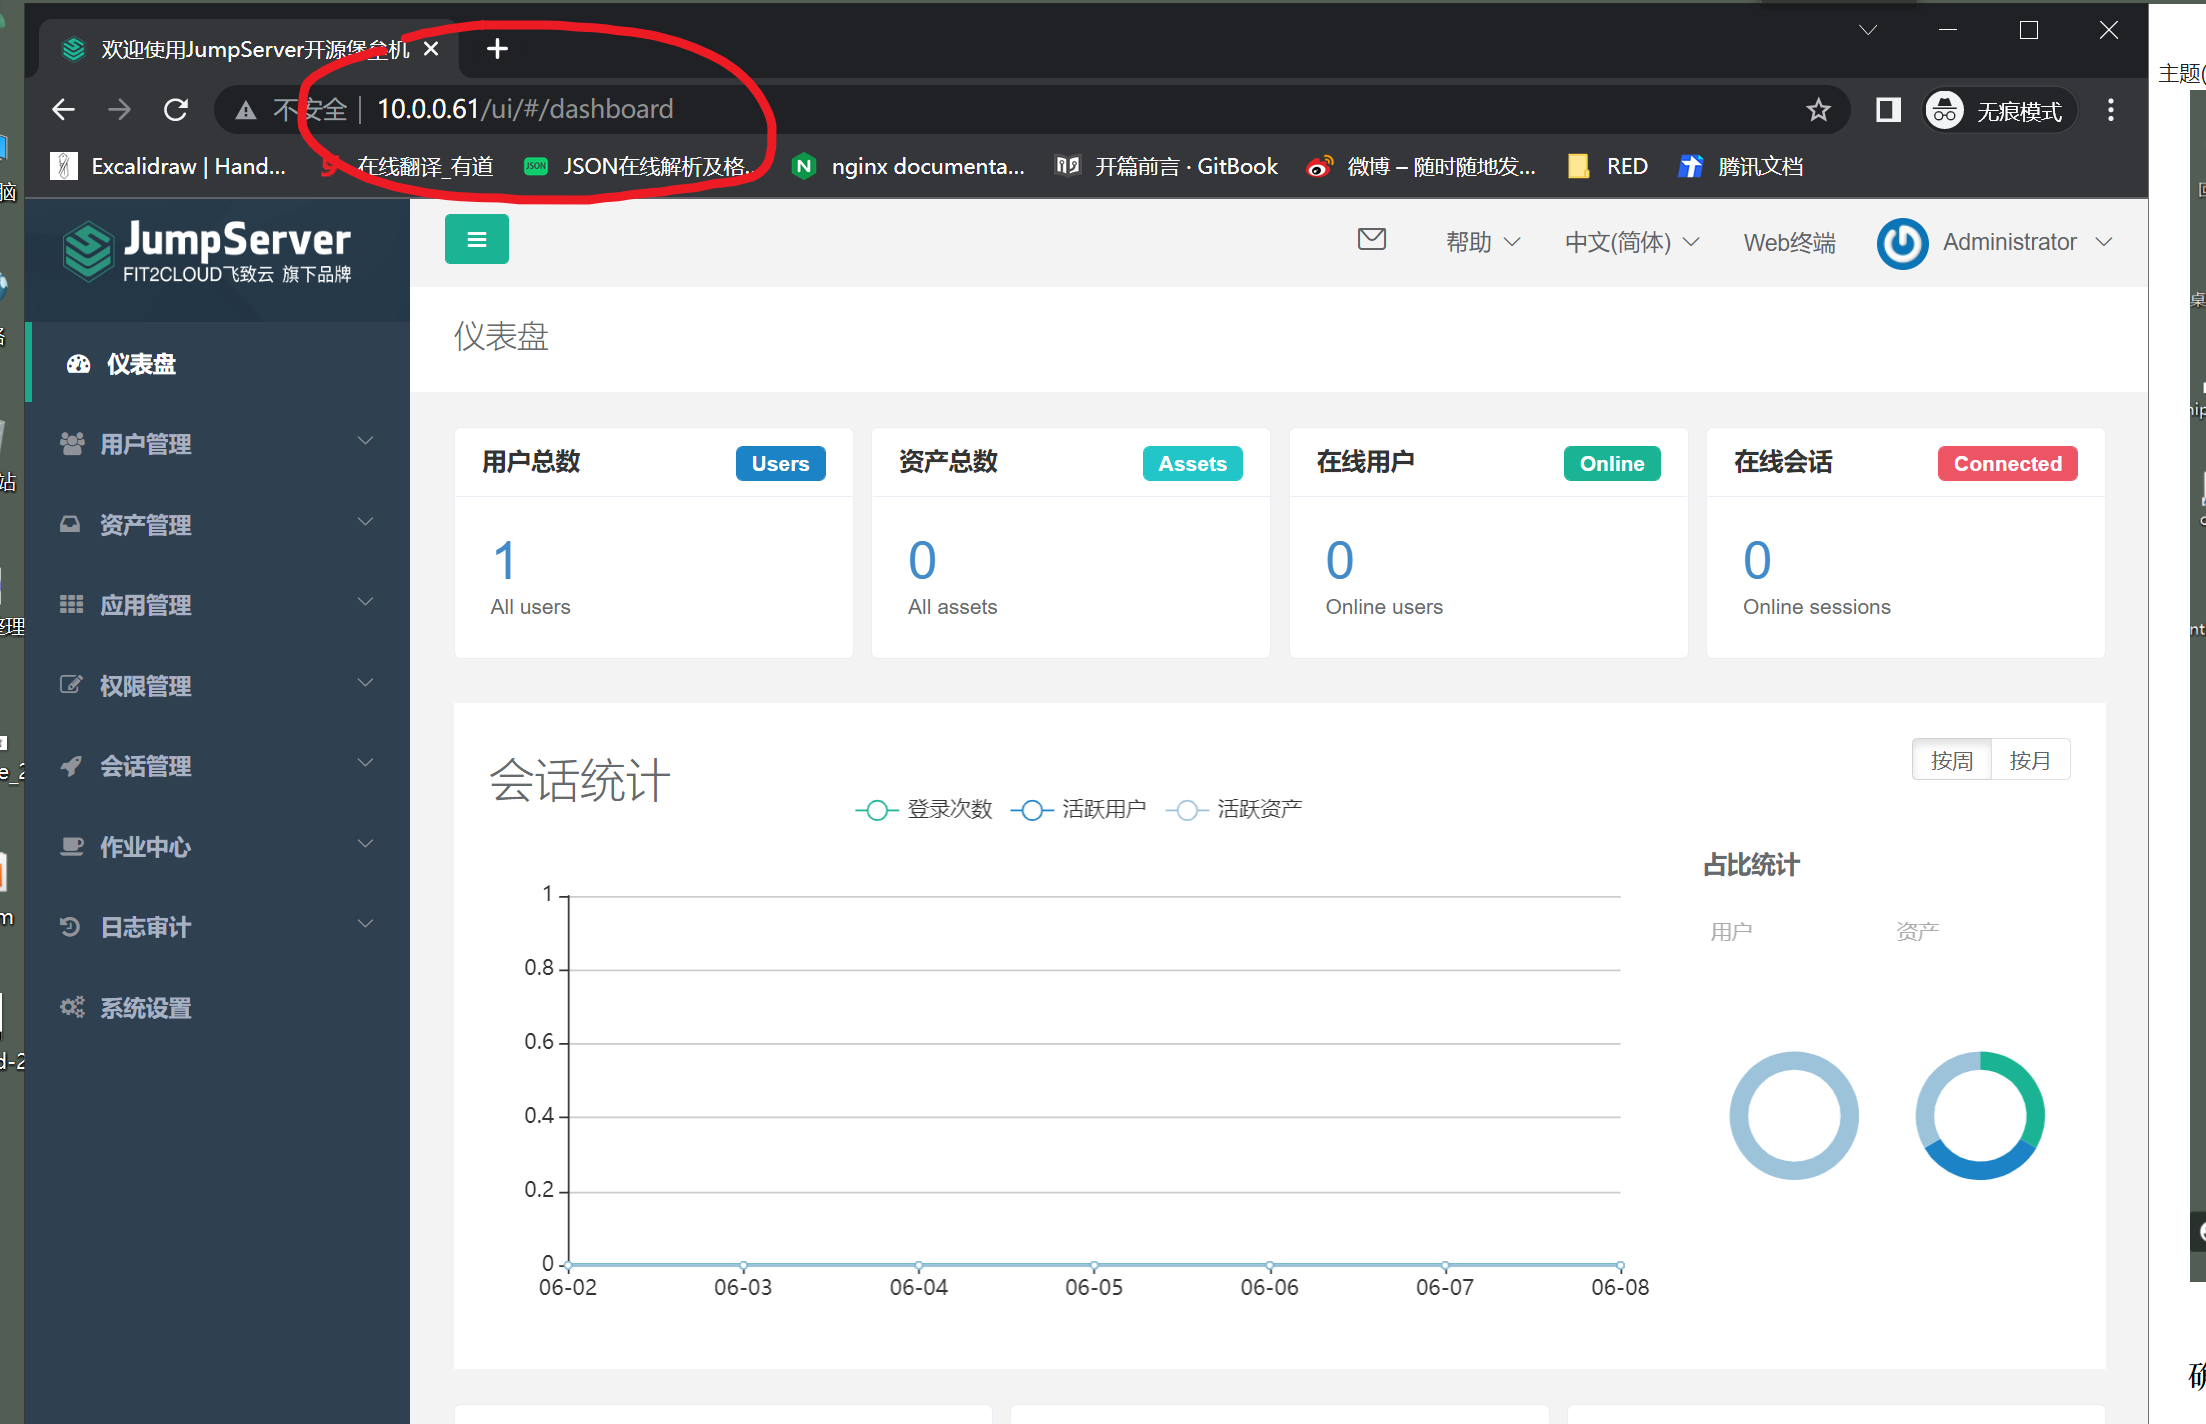 欢迎使用JumpServer开源堡垒机
不安全 10.0.0.61/ui/#/dashboard
无痕模式
主题(
Excalidraw | Hand...
在线翻译_有道
JSON在线解析及格...
nginx documenta...
开篇前言 · GitBook
微博 – 随时随地发...
RED
腾讯文档
JumpServer
FIT2CLOUD飞致云 旗下品牌
帮助
中文(简体)
Web终端
Administrator
仪表盘
用户管理
资产管理
应用管理
权限管理
会话管理
作业中心
日志审计
系统设置
仪表盘
用户总数 Users
1
All users
资产总数 Assets
0
All assets
在线用户 Online
0
Online users
在线会话 Connected
0
Online sessions
会话统计
按周 按月
登录次数 活跃用户 活跃资产
1
0.8
0.6
0.4
0.2
0
06-02 06-03 06-04 06-05 06-06 06-07 06-08
占比统计
用户 资产
脑
站
整理
e_2
m
d-2